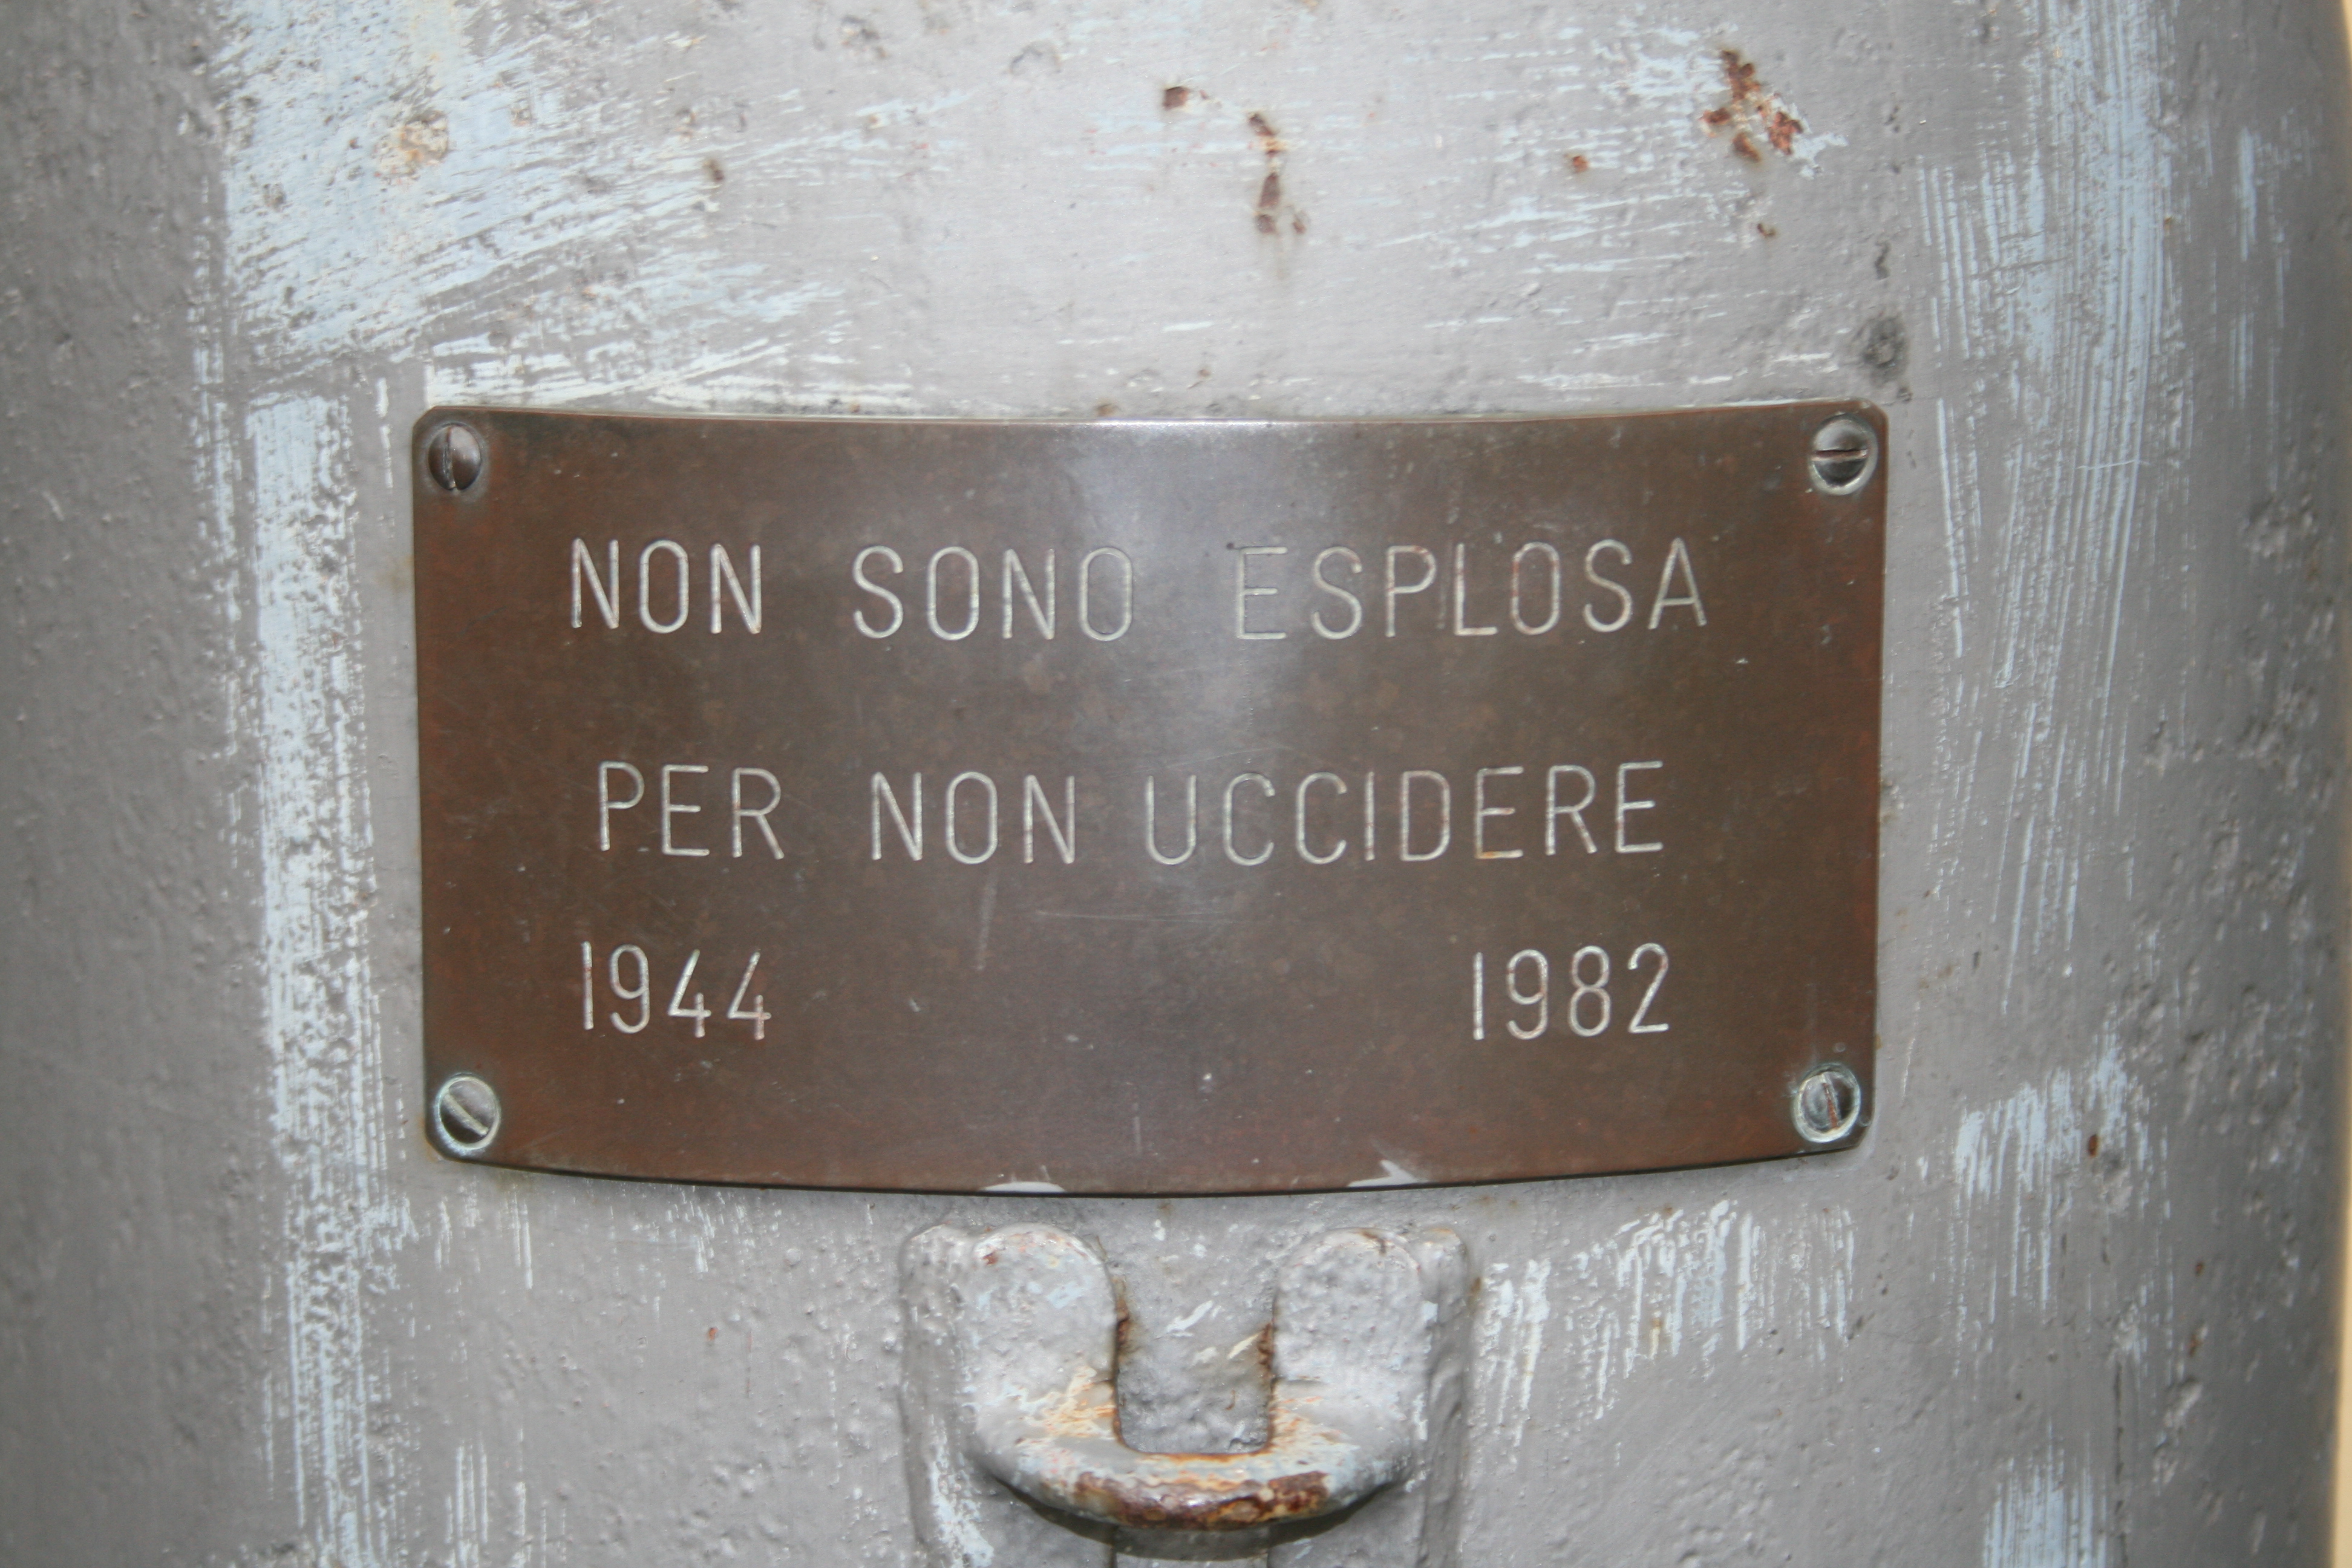 NON SONO ESPLOSA
PER NON UCCIDERE
1944 1982